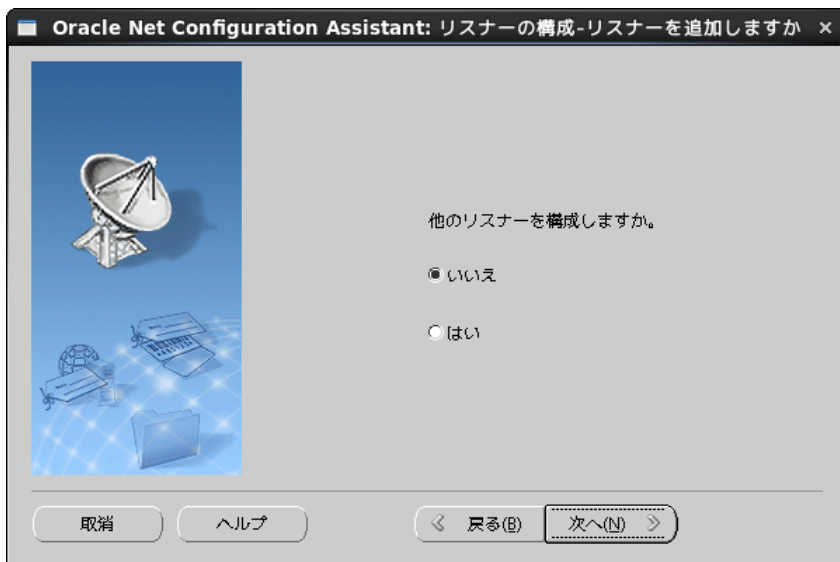 Oracle Net Configuration Assistant: リスナーの構成-リスナーを追加しますか
他のリスナーを構成しますか。
いいえ
はい
取消
ヘルプ
戻る(B)
次へ(N)